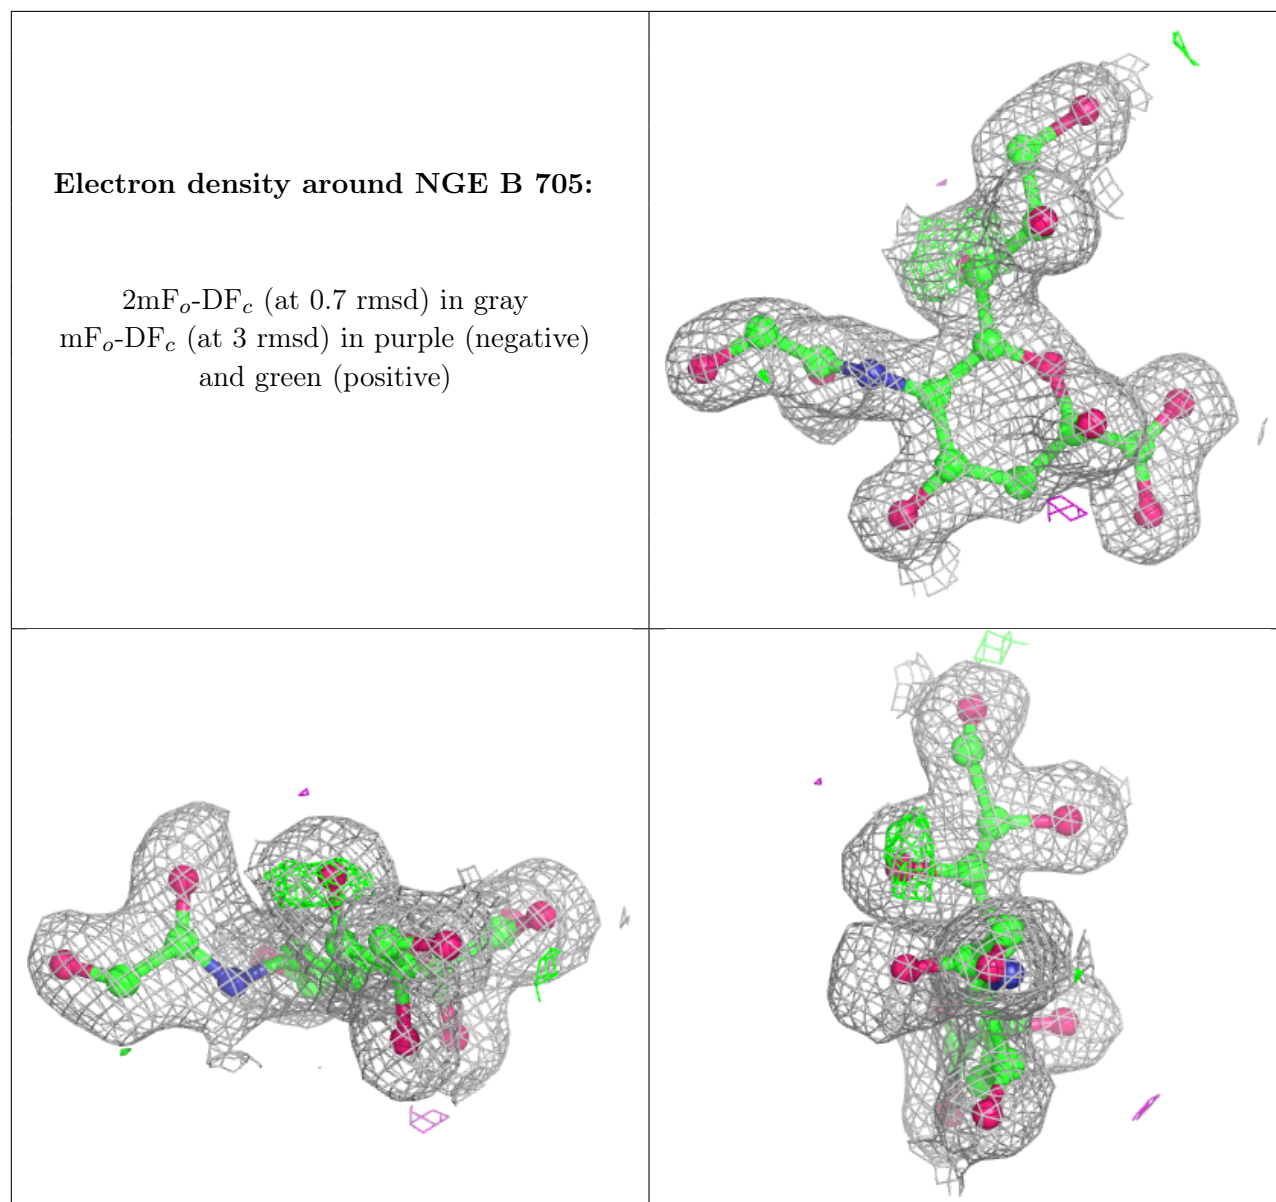 Electron density around NGE B 705:
2mFo-DFc (at 0.7 rmsd) in gray
mFo-DFc (at 3 rmsd) in purple (negative)
and green (positive)